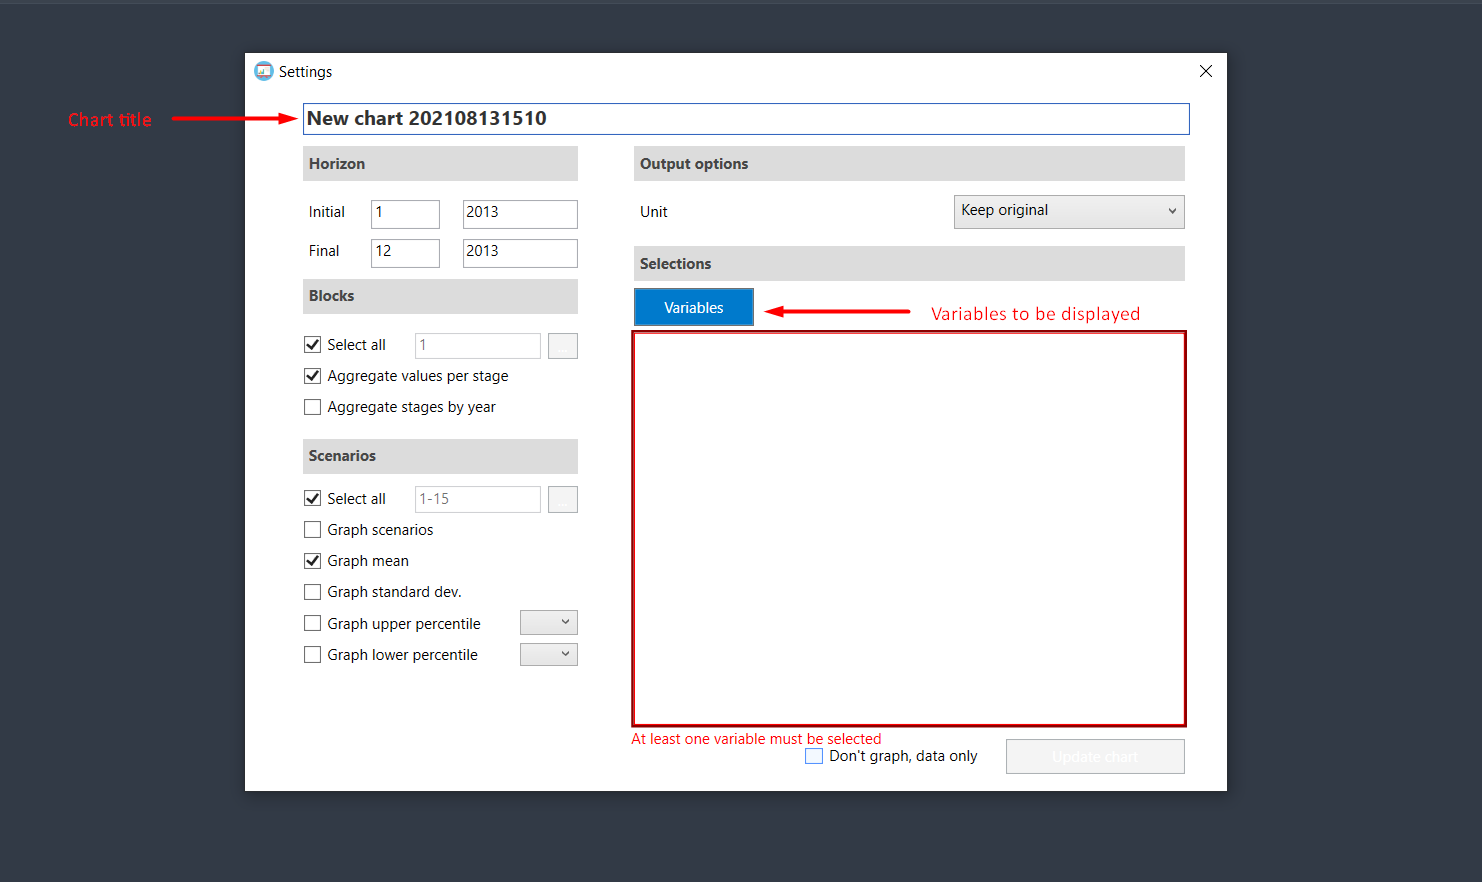 Settings
Chart title
New chart 202108131510
Horizon
Initial 1 2013
Final 12 2013
Blocks
Select all 1 ...
Aggregate values per stage
Aggregate stages by year
Scenarios
Select all 1-15 ...
Graph scenarios
Graph mean
Graph standard dev.
Graph upper percentile
Graph lower percentile
Output options
Unit Keep original
Selections
Variables
Variables to be displayed
At least one variable must be selected
Don't graph, data only
Update chart